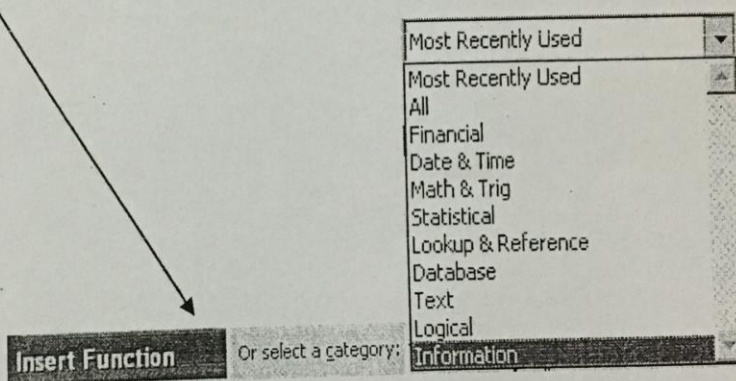 Most Recently Used
Most Recently Used
All
Financial
Date & Time
Math & Trig
Statistical
Lookup & Reference
Database
Text
Logical
Insert Function Or select a category: Information